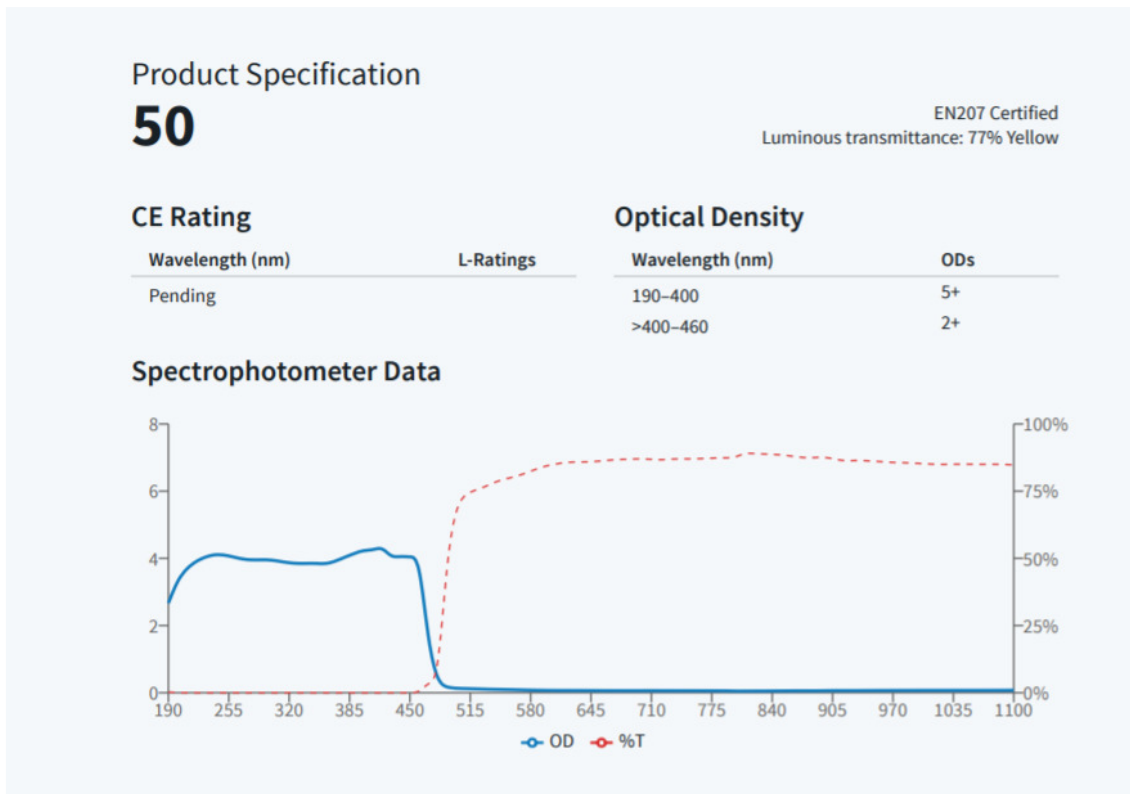 Product Specification
50
EN207 Certified
Luminous transmittance: 77% Yellow
CE Rating
Wavelength (nm) L-Ratings
Pending
Optical Density
Wavelength (nm) ODs
190–400 5+
>400–460 2+
Spectrophotometer Data
8 100%
6 75%
4 50%
2 25%
0 0%
190 255 320 385 450 515 580 645 710 775 840 905 970 1035 1100
OD %T